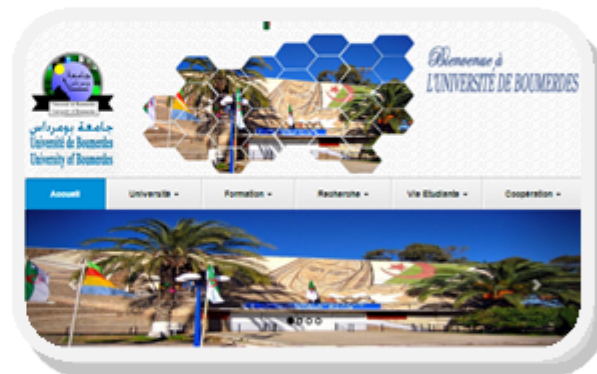 Bienvenue à
L'UNIVERSITÉ DE BOUMERDES
جامعة بومرداس
Université de Boumerdes
University of Boumerdes
Accueil
Université
Formation
Recherche
Vie Etudiante
Coopération